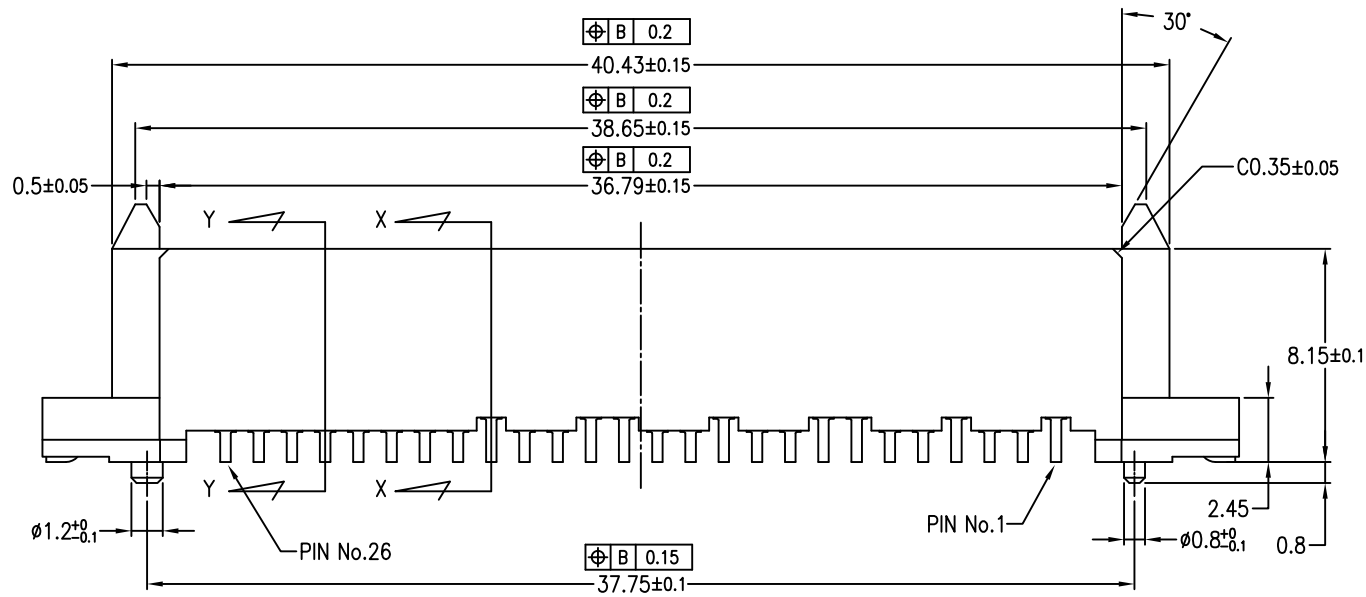 ⌖ B 0.2
30°
40.43±0.15
⌖ B 0.2
38.65±0.15
⌖ B 0.2
0.5±0.05
36.79±0.15
C0.35±0.05
Y
X
8.15±0.1
Y
X
2.45
PIN No.1
ø1.2+0 -0.1
PIN No.26
ø0.8+0 -0.1
0.8
⌖ B 0.15
37.75±0.1